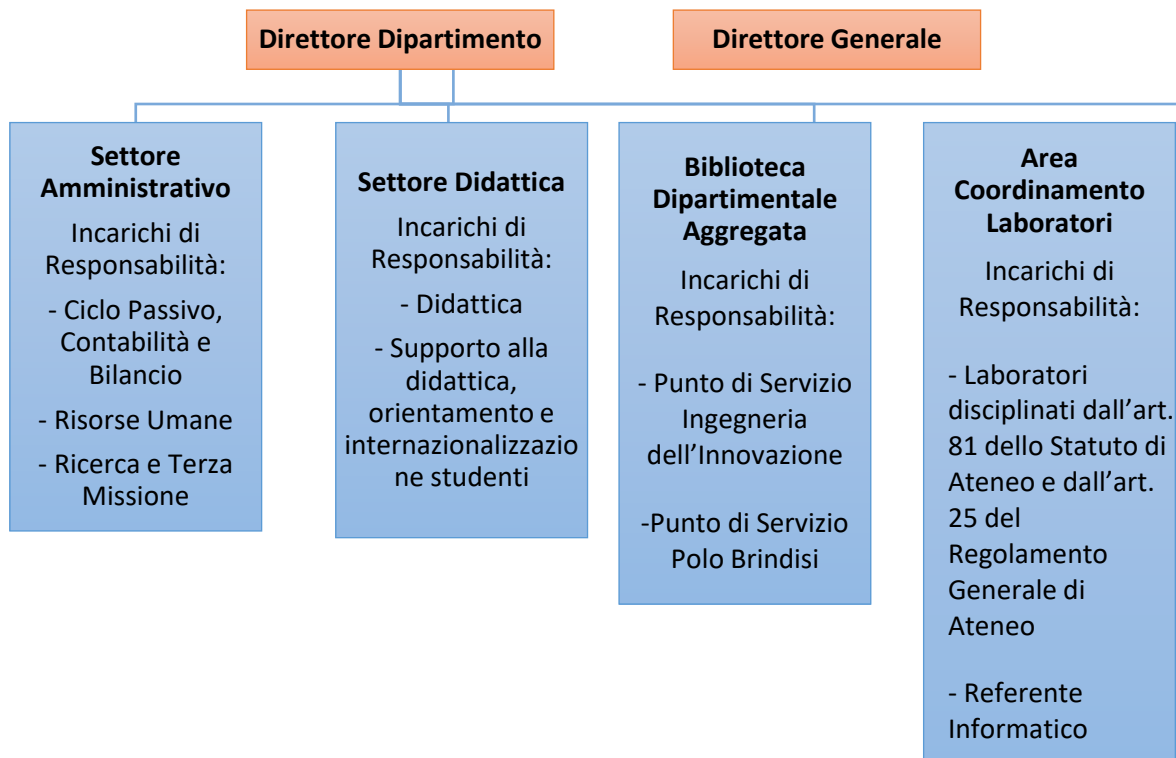 Direttore Dipartimento
Direttore Generale
Settore
Amministrativo
Incarichi di
Responsabilità:
- Ciclo Passivo,
Contabilità e
Bilancio
- Risorse Umane
- Ricerca e Terza
Missione
Settore Didattica
Incarichi di
Responsabilità:
- Didattica
- Supporto alla
didattica,
orientamento e
internazionalizzazio
ne studenti
Biblioteca
Dipartimentale
Aggregata
Incarichi di
Responsabilità:
- Punto di Servizio
Ingegneria
dell’Innovazione
-Punto di Servizio
Polo Brindisi
Area
Coordinamento
Laboratori
Incarichi di
Responsabilità:
- Laboratori
disciplinati dall’art.
81 dello Statuto di
Ateneo e dall’art.
25 del
Regolamento
Generale di
Ateneo
- Referente
Informatico